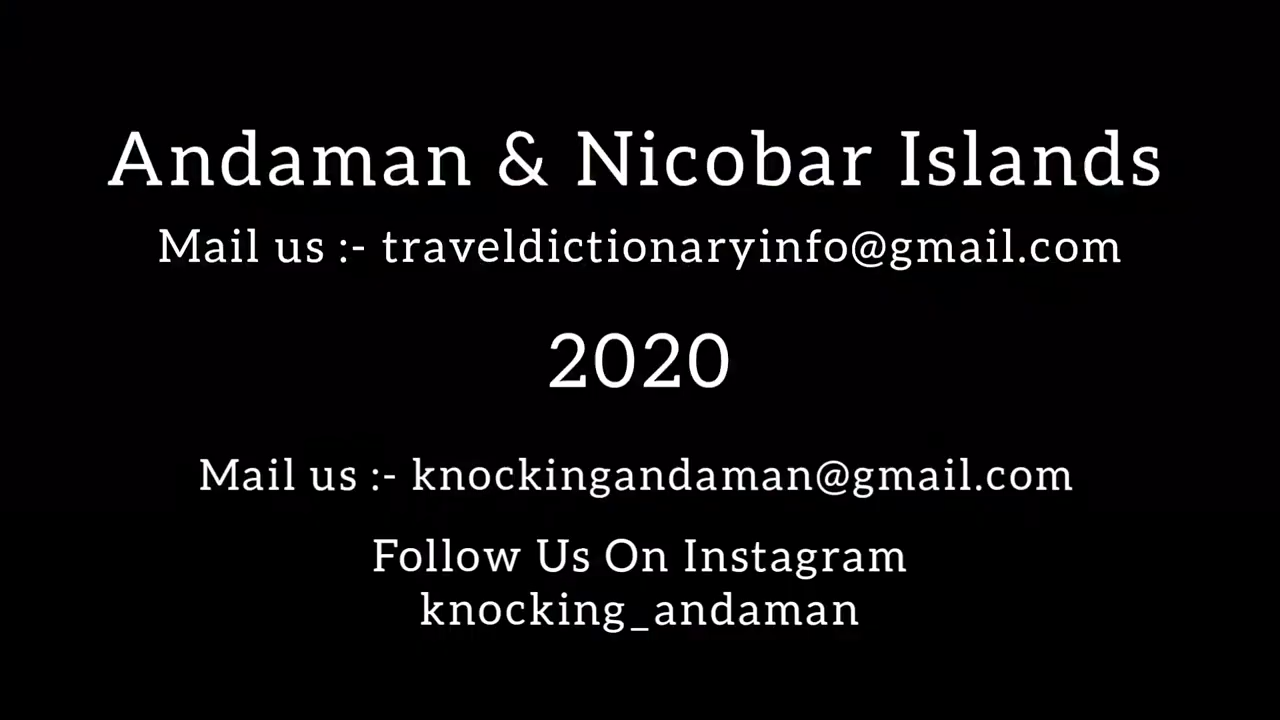 Andaman & Nicobar Islands
Mail us :- traveldictionaryinfo@gmail.com
2020
Mail us :- knockingandaman@gmail.com
Follow Us On Instagram
knocking_andaman